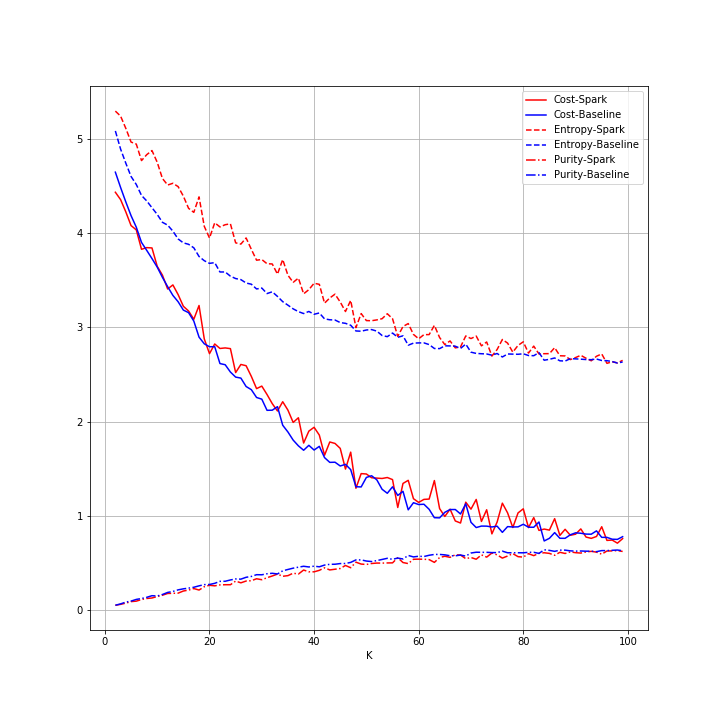 Cost-Spark
Cost-Baseline
Entropy-Spark
Entropy-Baseline
Purity-Spark
Purity-Baseline
5
4
3
2
1
0
0 20 40 60 80 100
K